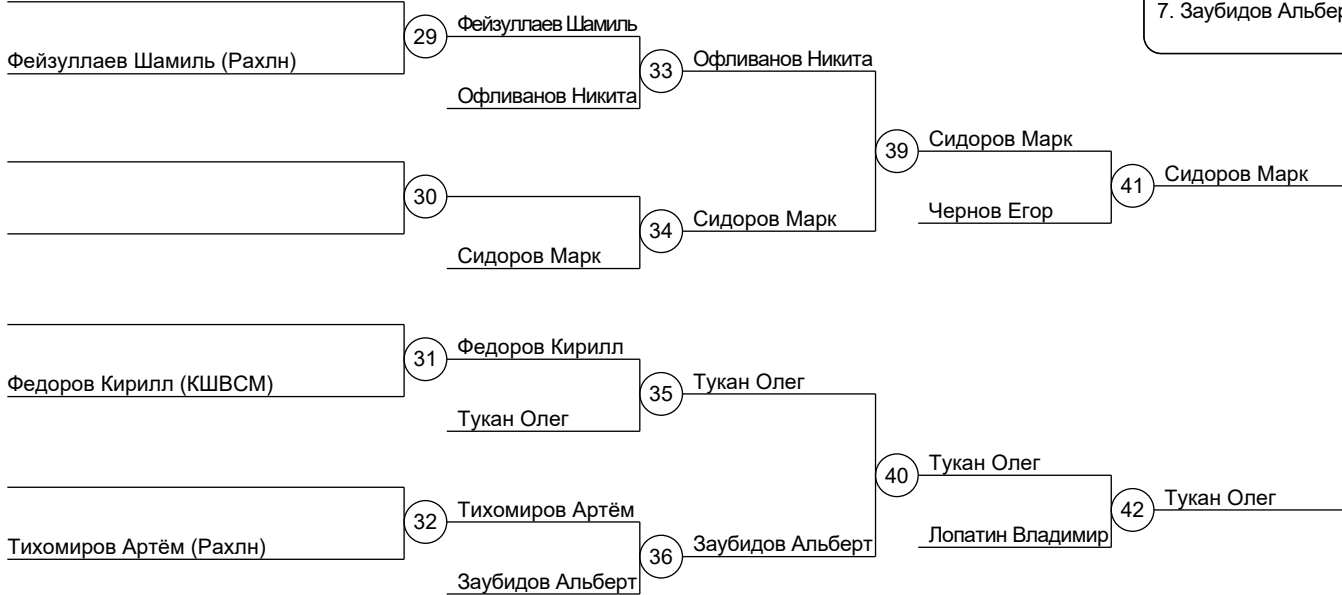 7. Заубидов Альбер
Фейзуллаев Шамиль (Рахлн)
29
Фейзуллаев Шамиль
Офливанов Никита
33
Офливанов Никита
30
Сидоров Марк
34
Сидоров Марк
39
Сидоров Марк
Чернов Егор
41
Сидоров Марк
Федоров Кирилл (КШВСМ)
31
Федоров Кирилл
Тукан Олег
35
Тукан Олег
Тихомиров Артём (Рахлн)
32
Тихомиров Артём
Заубидов Альберт
36
Заубидов Альберт
40
Тукан Олег
Лопатин Владимир
42
Тукан Олег